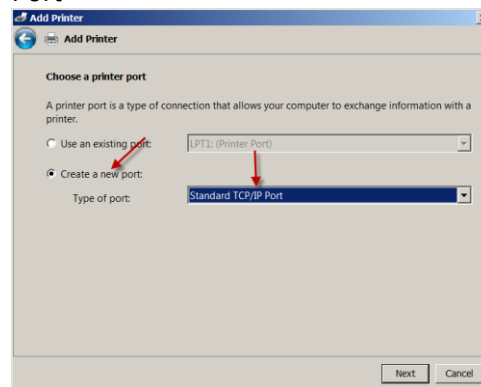 Add Printer
Add Printer
Choose a printer port
A printer port is a type of connection that allows your computer to exchange information with a
printer.
Use an existing port: LPT1: (Printer Port)
Create a new port:
Type of port: Standard TCP/IP Port
Next Cancel